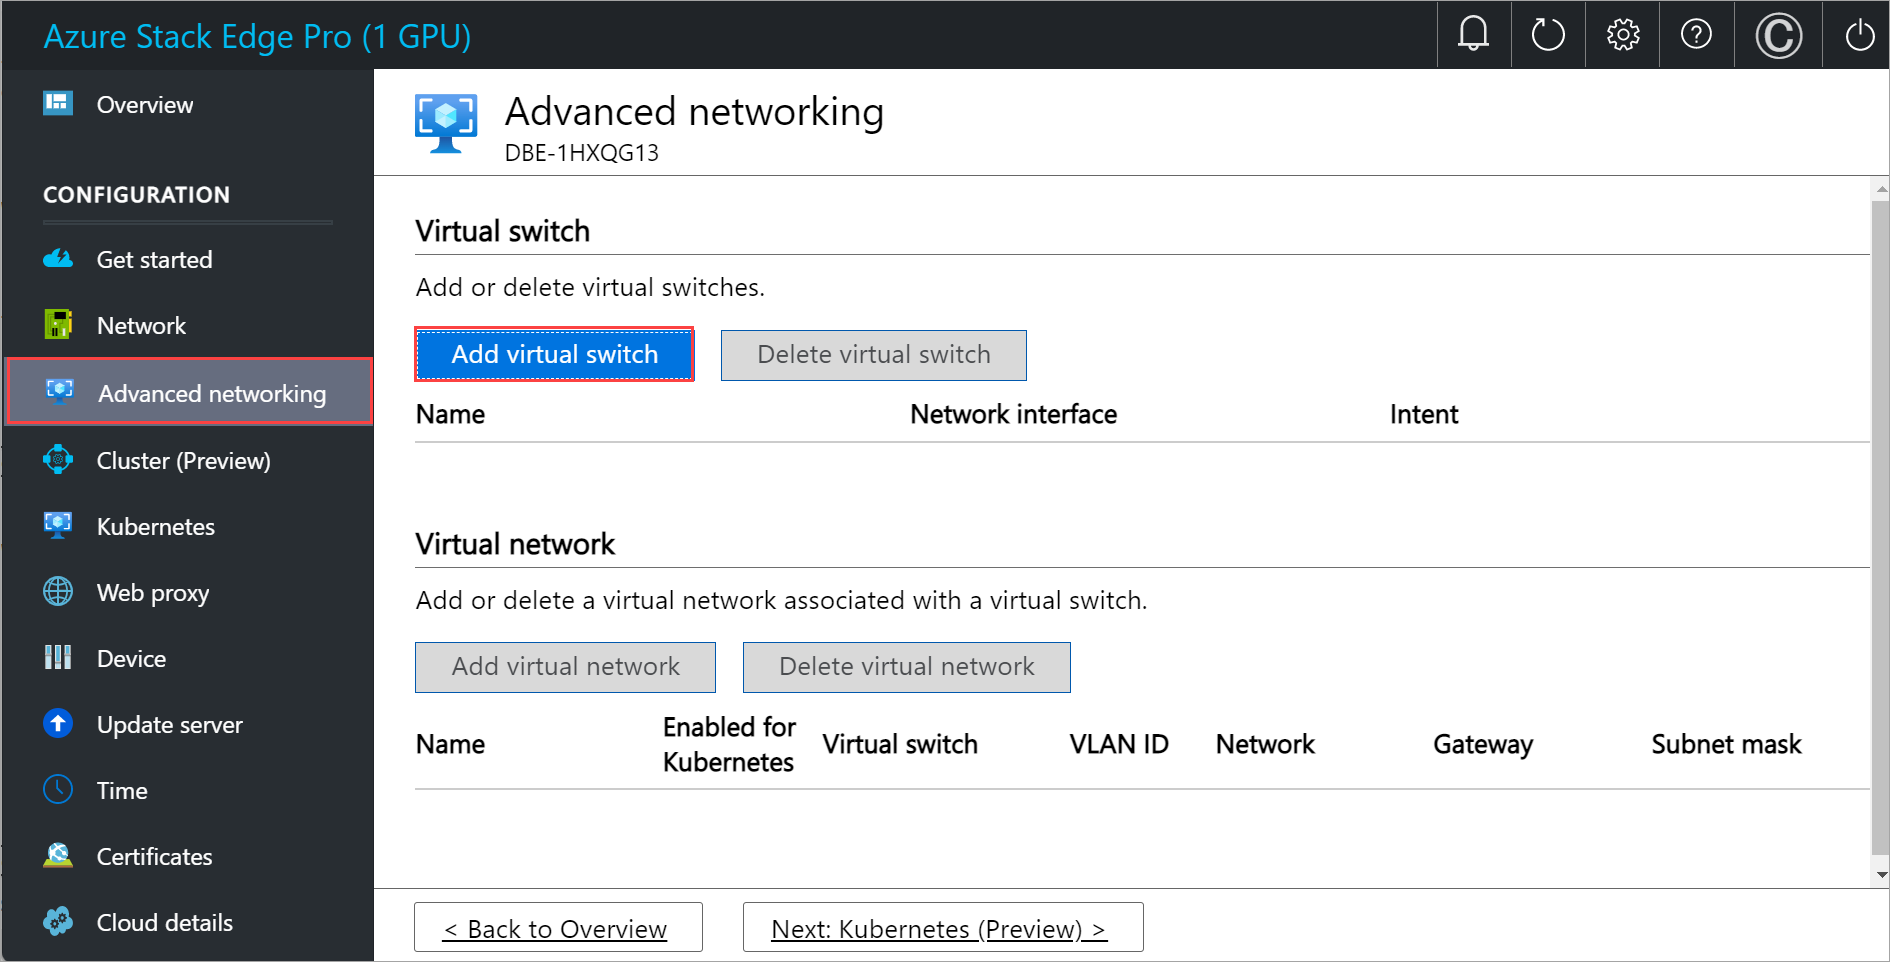 Azure Stack Edge Pro (1 GPU)
Overview
CONFIGURATION
Get started
Network
Advanced networking
Cluster (Preview)
Kubernetes
Web proxy
Device
Update server
Time
Certificates
Cloud details
Advanced networking
DBE-1HXQG13
Virtual switch
Add or delete virtual switches.
Add virtual switch Delete virtual switch
Name Network interface Intent
Virtual network
Add or delete a virtual network associated with a virtual switch.
Add virtual network Delete virtual network
Name Enabled for Kubernetes Virtual switch VLAN ID Network Gateway Subnet mask
< Back to Overview Next: Kubernetes (Preview) >